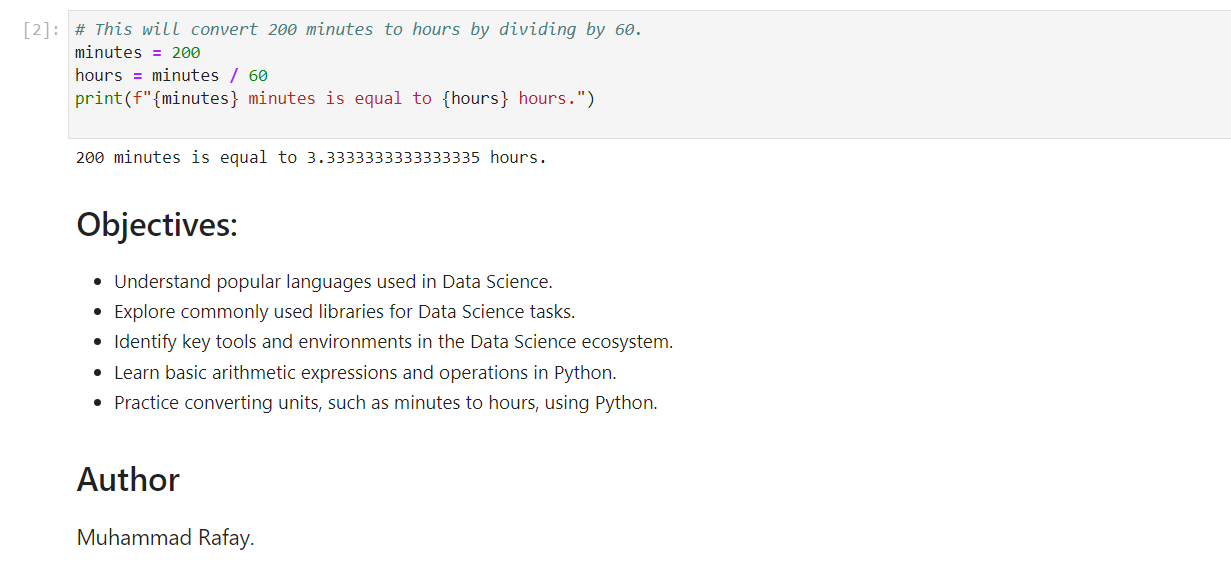 [2]: # This will convert 200 minutes to hours by dividing by 60.
minutes = 200
hours = minutes / 60
print(f"{minutes} minutes is equal to {hours} hours.")
200 minutes is equal to 3.3333333333333335 hours.
Objectives:
• Understand popular languages used in Data Science.
• Explore commonly used libraries for Data Science tasks.
• Identify key tools and environments in the Data Science ecosystem.
• Learn basic arithmetic expressions and operations in Python.
• Practice converting units, such as minutes to hours, using Python.
Author
Muhammad Rafay.